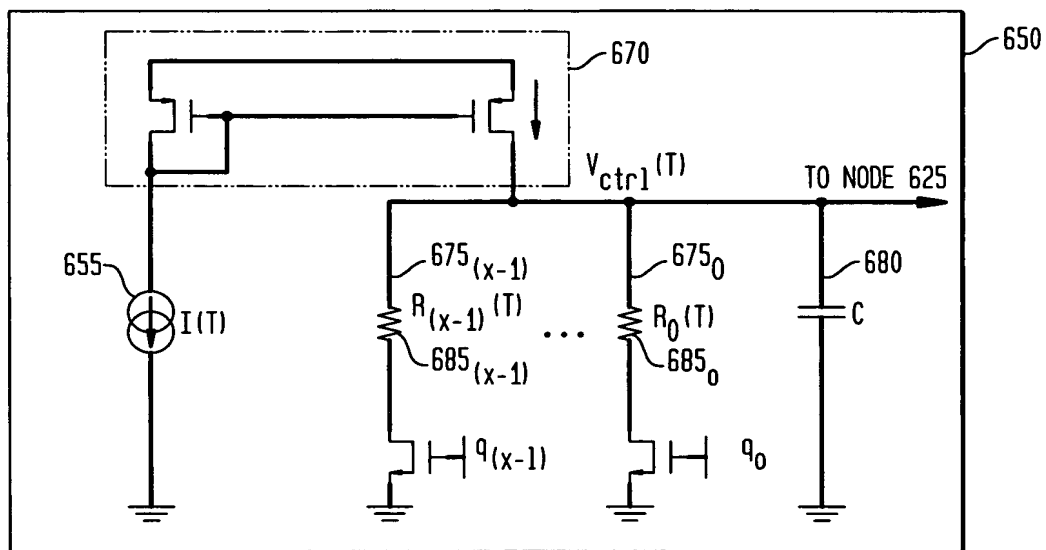 650
670
V_ctrl(T)
TO NODE 625
655
I(T)
675_(x-1)
R_(x-1)(T)
685_(x-1)
...
675_0
R_0(T)
685_0
680
C
q_(x-1)
q_0